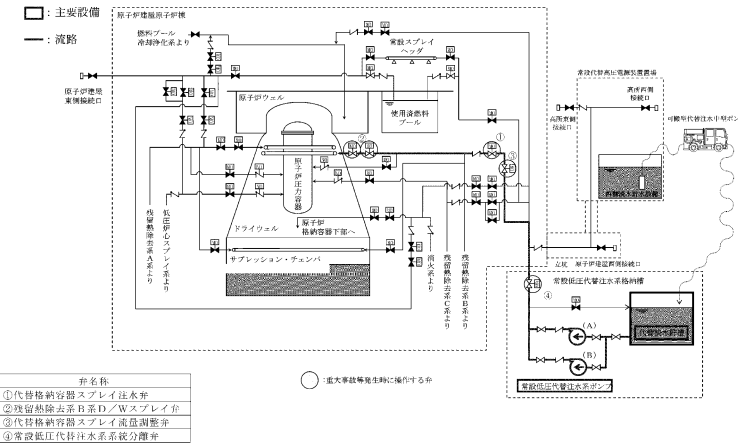 ：主要設備
：流路
原子炉建屋原子炉棟
燃料プール
冷却浄化系より
常設スプレイ
ヘッダ
原子炉建屋
東側接続口
原子炉ウェル
使用済燃料
プール
常設代替高圧電源装置置場
高所西側
接続口
高所東側
接続口
可搬型代替注水中型ポンプ
西側淡水貯水設備
①
②
③
原子炉圧力容器
ドライウェル
原子炉
格納容器下部へ
サプレッション・チェンバ
残留熱除去系A系より
低圧炉心スプレイ系より
消火系より
残留熱除去系C系より
残留熱除去系B系より
立坑
原子炉建屋西側接続口
常設低圧代替注水系格納槽
④
(A)
(B)
代替淡水貯槽
常設低圧代替注水系ポンプ
：重大事故等発生時に操作する弁
弁名称
①代替格納容器スプレイ注水弁
②残留熱除去系B系D／Wスプレイ弁
③代替格納容器スプレイ流量調整弁
④常設低圧代替注水系系統分離弁